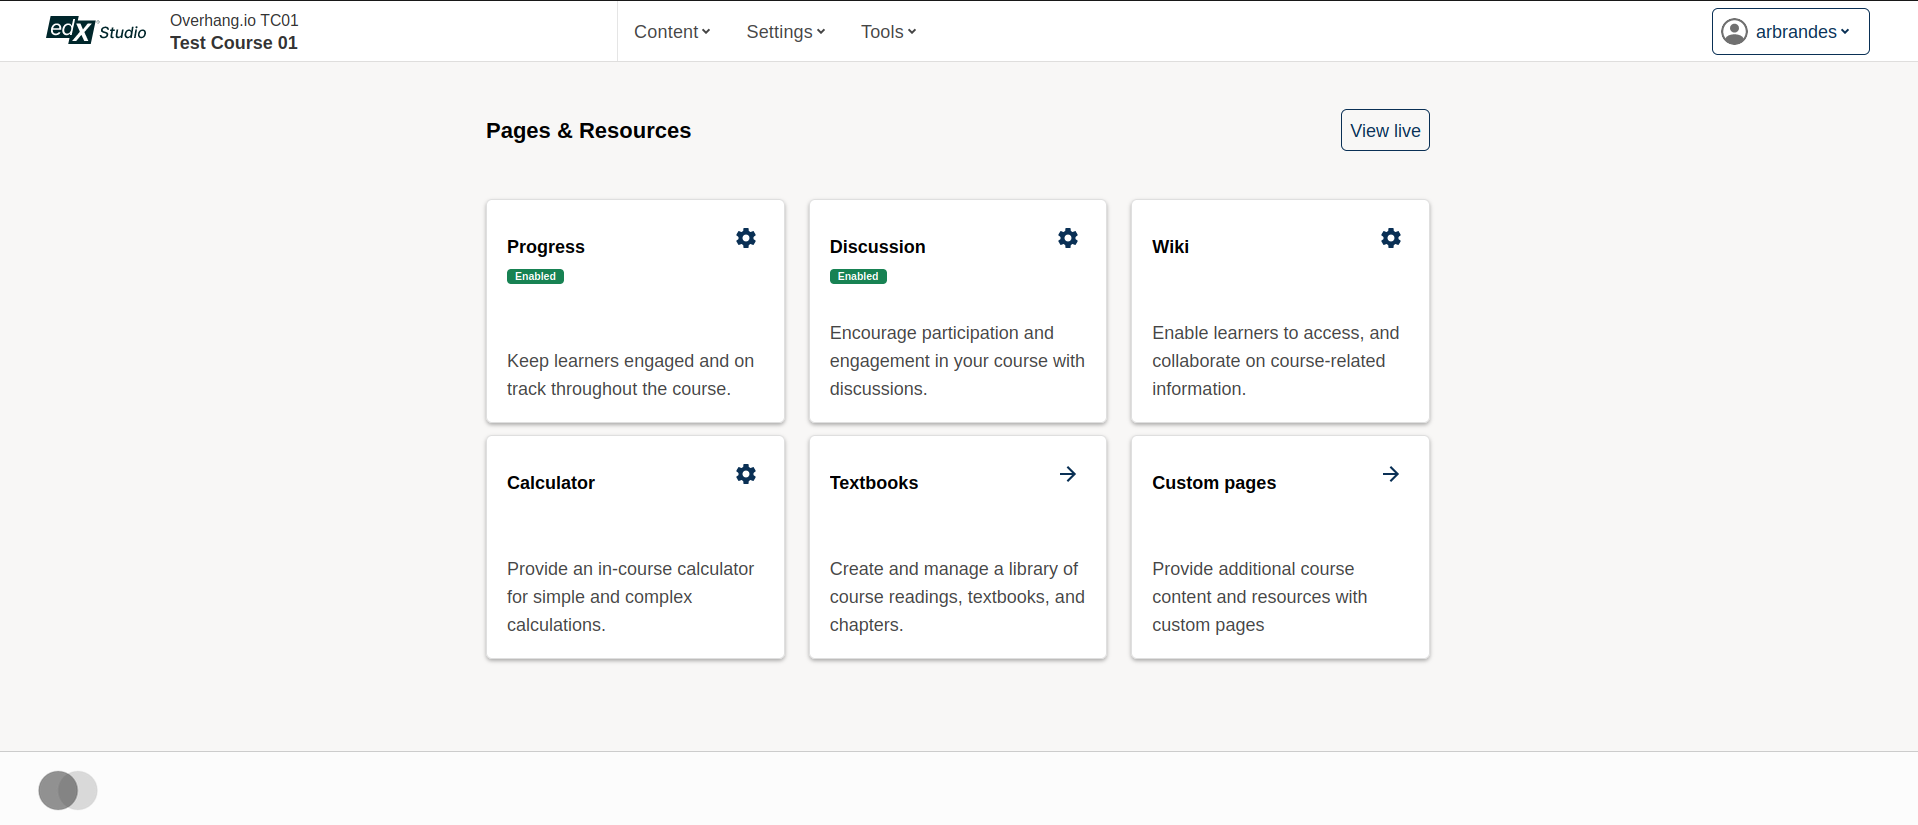 edX Studio
Overhang.io TC01
Test Course 01
Content
Settings
Tools
arbrandes
Pages & Resources
View live
Progress
Enabled
Keep learners engaged and on
track throughout the course.
Discussion
Enabled
Encourage participation and
engagement in your course with
discussions.
Wiki
Enable learners to access, and
collaborate on course-related
information.
Calculator
Provide an in-course calculator
for simple and complex
calculations.
Textbooks
Create and manage a library of
course readings, textbooks, and
chapters.
Custom pages
Provide additional course
content and resources with
custom pages